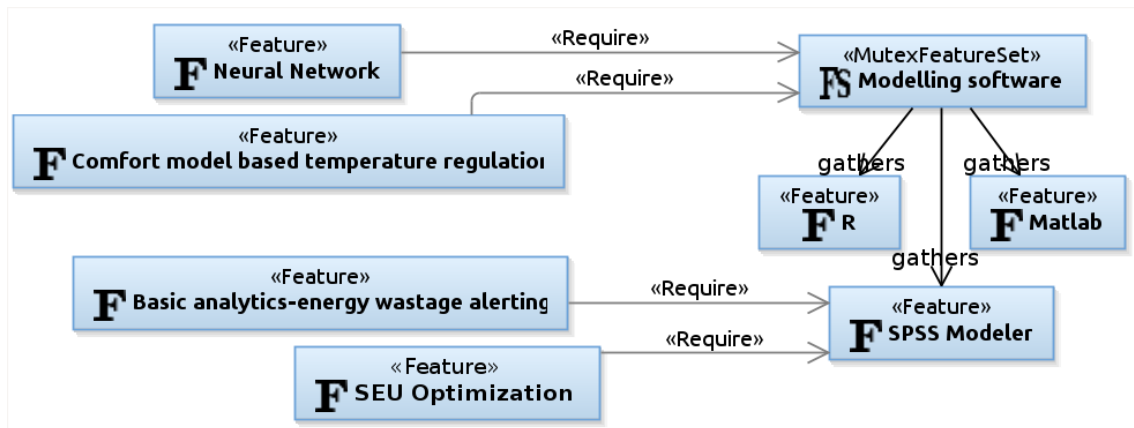 «Feature»
F Neural Network
«Require»
«MutexFeatureSet»
FS Modelling software
«Require»
«Feature»
F Comfort model based temperature regulation
gathers
gathers
«Feature»
F R
«Feature»
F Matlab
gathers
«Feature»
F Basic analytics-energy wastage alerting
«Require»
«Feature»
F SPSS Modeler
«Require»
«Feature»
F SEU Optimization